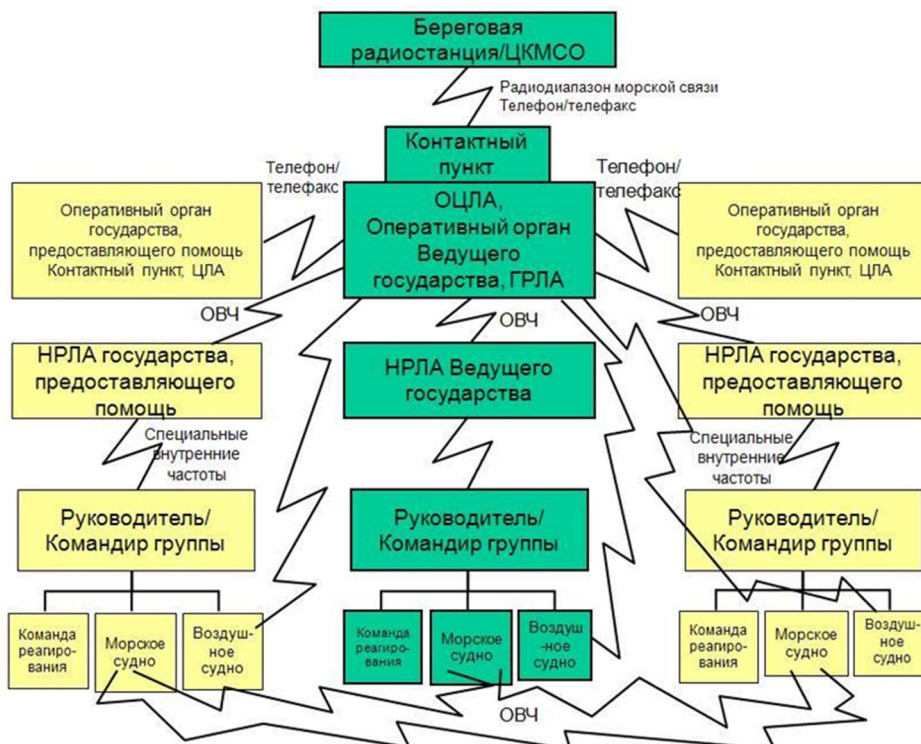 Береговая
радиостанция/ЦКМСО
Радиодиапазон морской связи
Телефон/телефакс
Контактный
пункт
Телефон/
телефакс
Телефон/
телефакс
Оперативный орган
государства,
предоставляющего помощь
Контактный пункт, ЦЛА
ОЦЛА,
Оперативный орган
Ведущего
государства, ГРЛА
Оперативный орган
государства,
предоставляющего помощь
Контактный пункт, ЦЛА
ОВЧ
ОВЧ
ОВЧ
НРЛА государства,
предоставляющего
помощь
НРЛА Ведущего
государства
НРЛА государства,
предоставляющего
помощь
Специальные
внутренние
частоты
Специальные
внутренние
частоты
Руководитель/
Командир группы
Руководитель/
Командир группы
Руководитель/
Командир группы
Команда
реагиро-
вания
Морское
судно
Воздуш-
ное
судно
Команда
реагиро-
вания
Морское
судно
Воздуш
-ное
судно
Команда
реагиро-
вания
Морское
судно
Воздуш-
ное
судно
ОВЧ